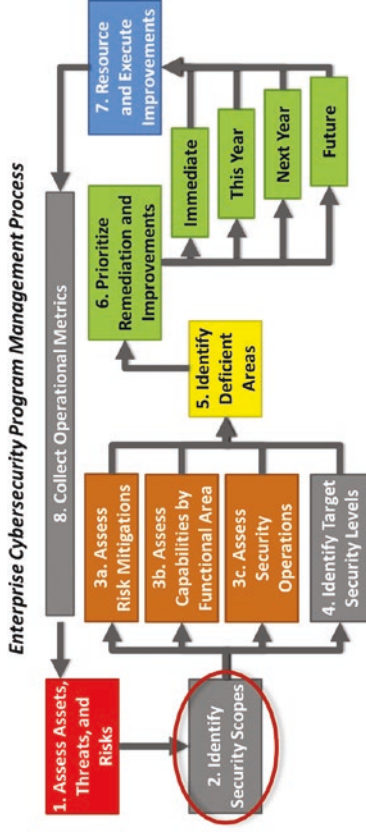 Enterprise Cybersecurity Program Management Process
8. Collect Operational Metrics
1. Assess Assets,
Threats, and
Risks
2. Identify
Security Scopes
3a. Assess
Risk Mitigations
3b. Assess
Capabilities by
Functional Area
3c. Assess
Security
Operations
4. Identify Target
Security Levels
5. Identify
Deficient
Areas
6. Prioritize
Remediation and
Improvements
Immediate
This Year
Next Year
Future
7. Resource
and Execute
Improvements